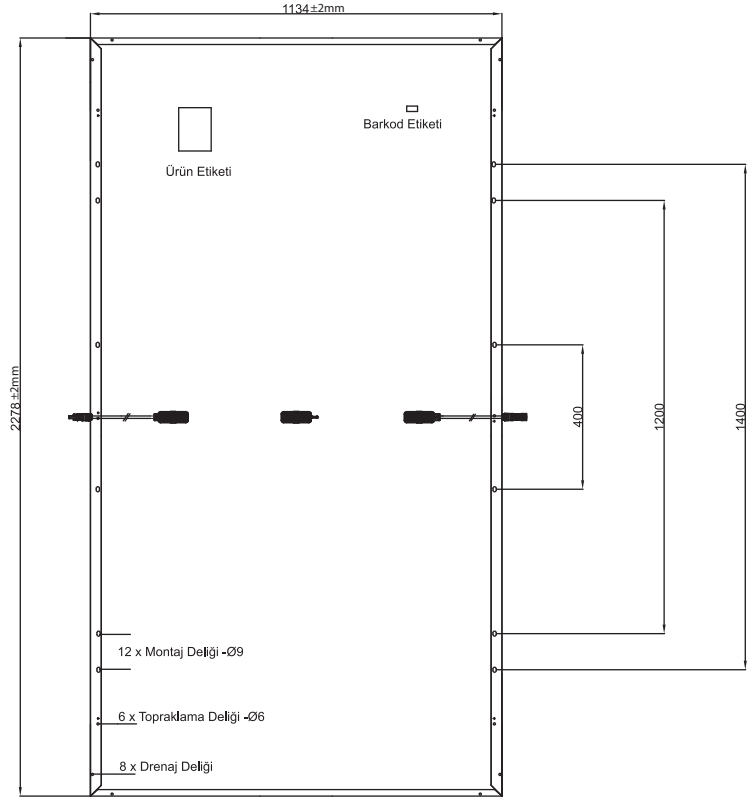 1134±2mm
Barkod Etiketi
Ürün Etiketi
2278±2mm
400
1200
1400
12 x Montaj Deliği -Ø9
6 x Topraklama Deliği -Ø6
8 x Drenaj Deliği